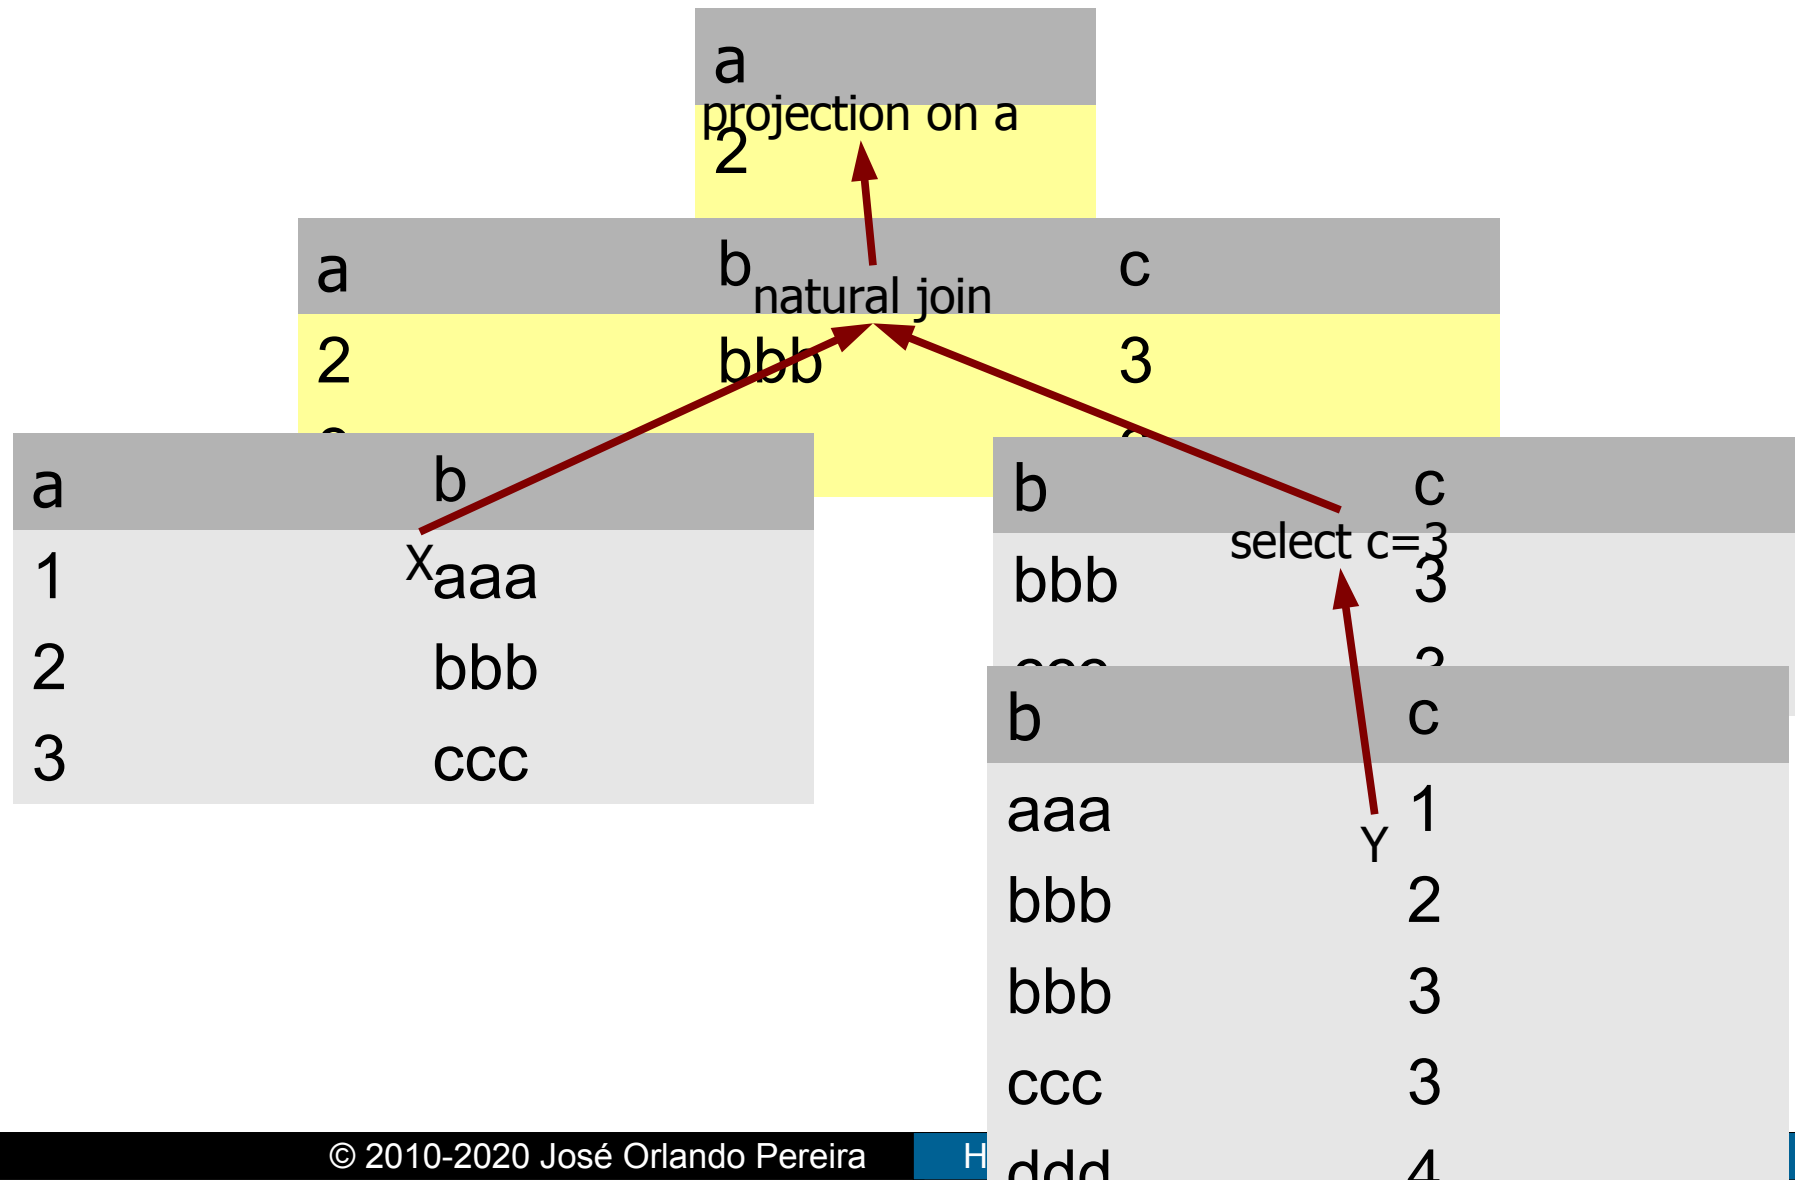 a
projection on a
2
a b c
natural join
2 bbb 3
a b
b c
select c=3
X
1 aaa
bbb 3
2 bbb
b c
3 ccc
aaa 1
Y
bbb 2
bbb 3
ccc 3
© 2010-2020 José Orlando Pereira H
ddd 4